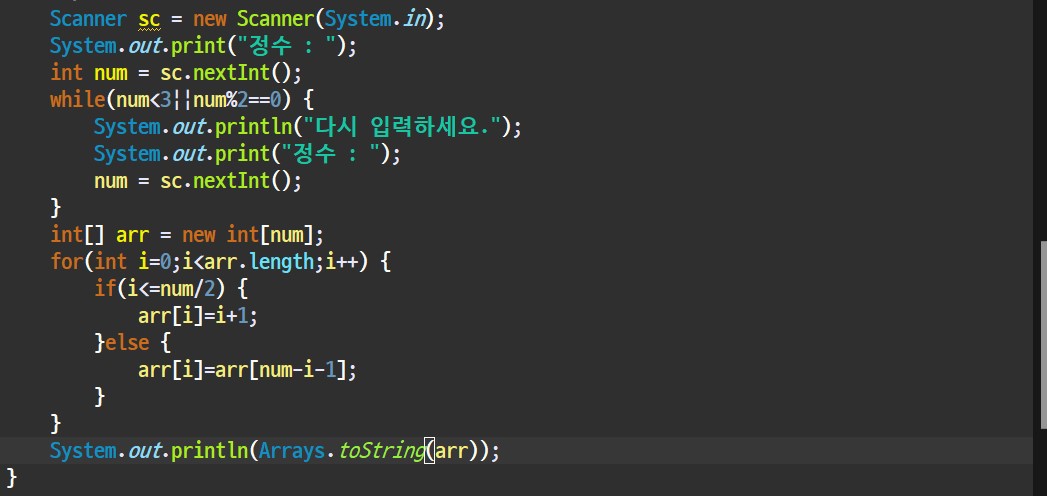 Scanner sc = new Scanner(System.in);
System.out.print("정수 : ");
int num = sc.nextInt();
while(num<3||num%2==0) {
System.out.println("다시 입력하세요.");
System.out.print("정수 : ");
num = sc.nextInt();
}
int[] arr = new int[num];
for(int i=0;i<arr.length;i++) {
if(i<=num/2) {
arr[i]=i+1;
}else {
arr[i]=arr[num-i-1];
}
}
System.out.println(Arrays.toString(arr));
}